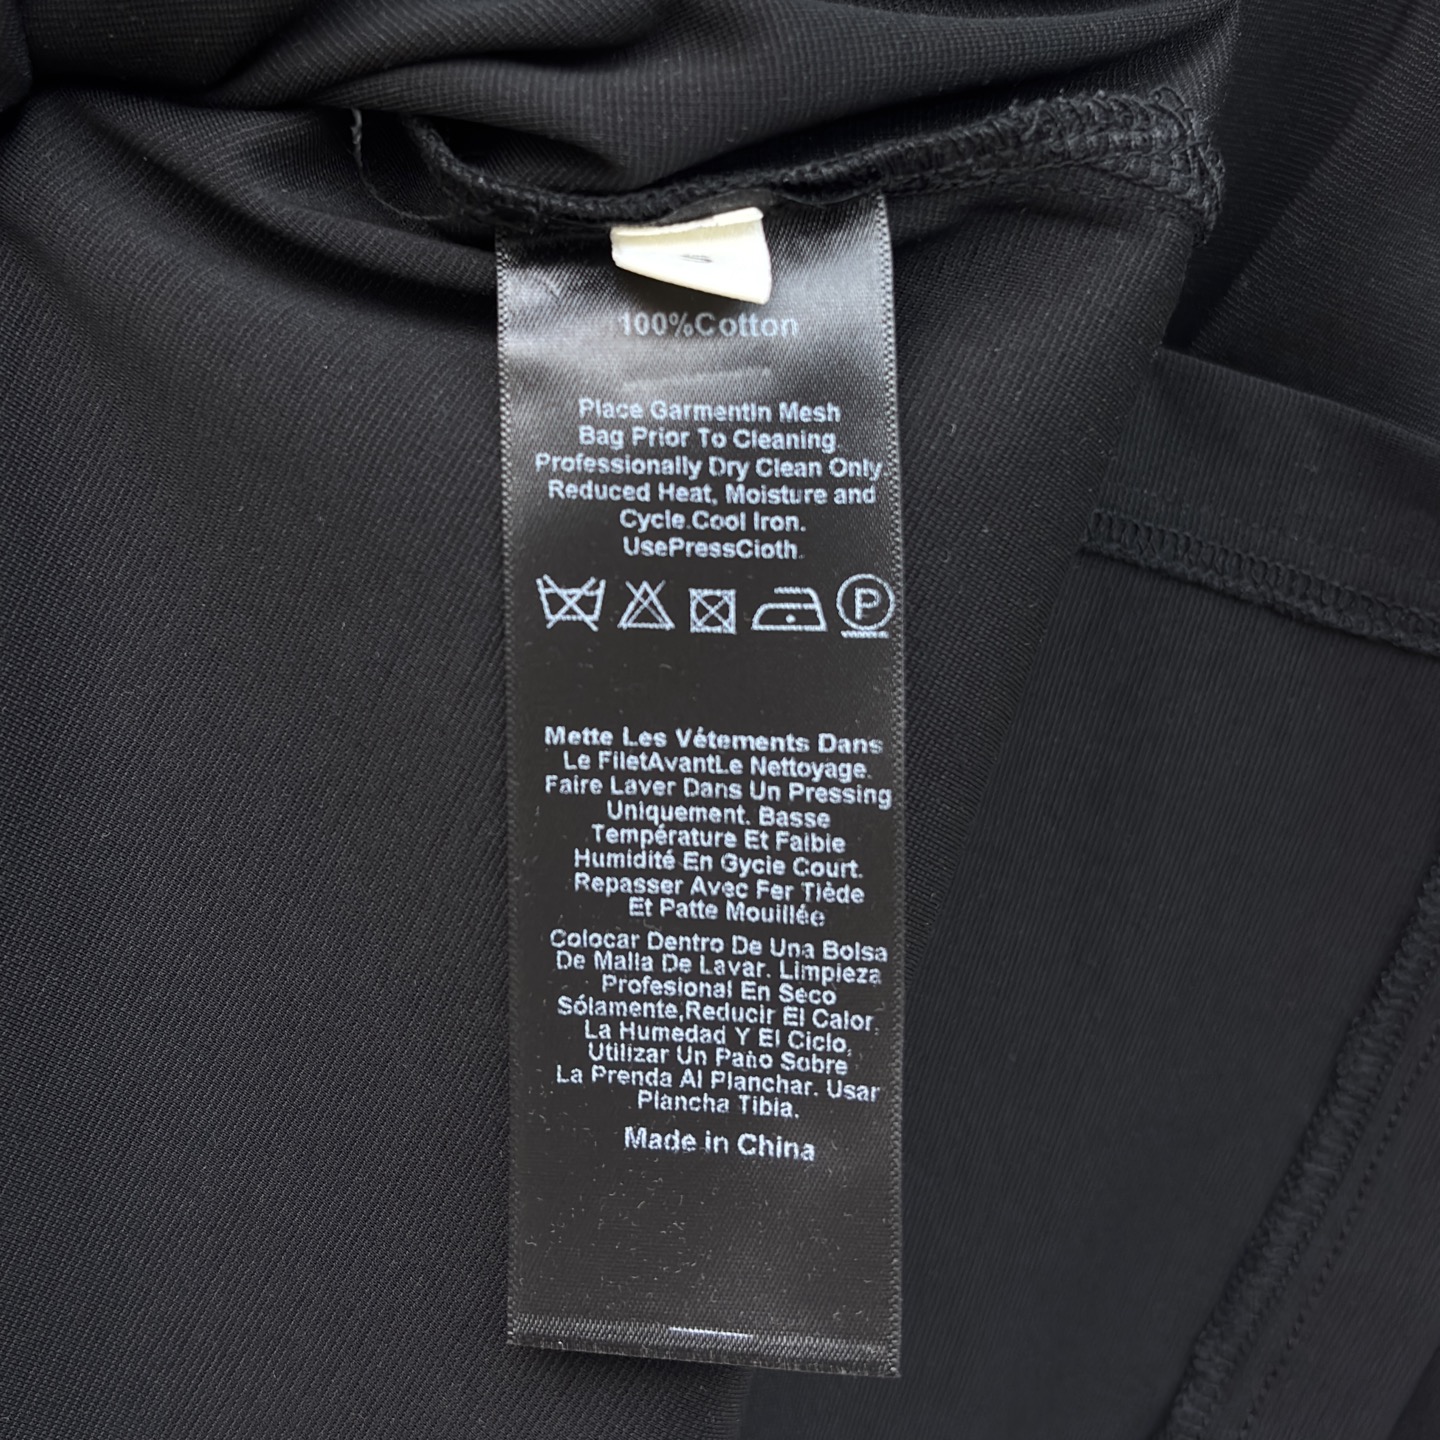 S
100%Cotton
Place GarmentIn Mesh
Bag Prior To Cleaning.
Professionally Dry Clean Only.
Reduced Heat, Moisture and
Cycle.Cool Iron.
UsePressCloth.
P
Mette Les Vétements Dans
Le FiletAvantLe Nettoyage.
Faire Laver Dans Un Pressing
Uniquement. Basse
Température Et Faible
Humidité En Gycie Court.
Repasser Avec Fer Tiède
Et Patte Mouillée
Colocar Dentro De Una Bolsa
De Malla De Lavar. Limpieza
Profesional En Seco
Sólamente,Reducir El Calor,
La Humedad Y El Ciclo,
Utilizar Un Paño Sobre
La Prenda Al Planchar. Usar
Plancha Tibia.
Made in China